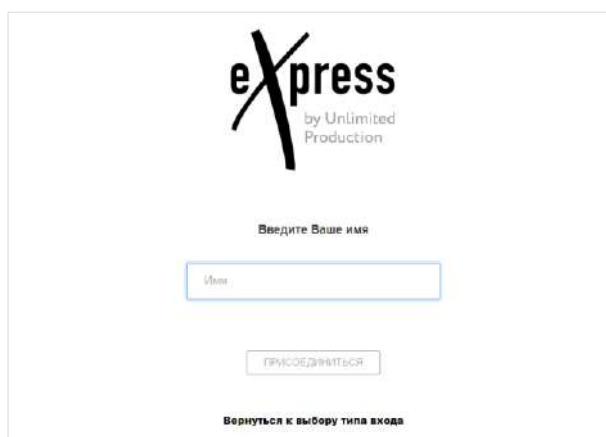 eXpress
by Unlimited
Production
Введите Ваше имя
Имя
ПРИСОЕДИНИТЬСЯ
Вернуться к выбору типа входа